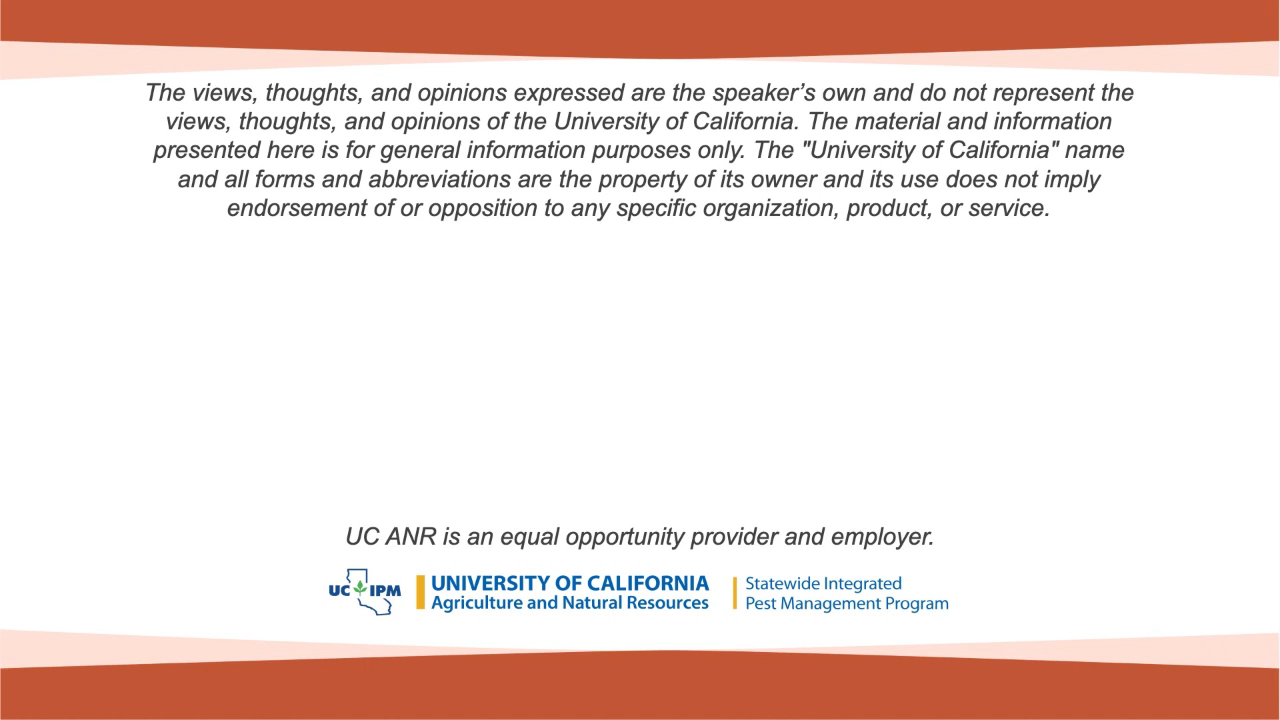 The views, thoughts, and opinions expressed are the speaker’s own and do not represent the
views, thoughts, and opinions of the University of California. The material and information
presented here is for general information purposes only. The "University of California" name
and all forms and abbreviations are the property of its owner and its use does not imply
endorsement of or opposition to any specific organization, product, or service.
UC ANR is an equal opportunity provider and employer.
UC IPM
UNIVERSITY OF CALIFORNIA
Agriculture and Natural Resources
Statewide Integrated
Pest Management Program